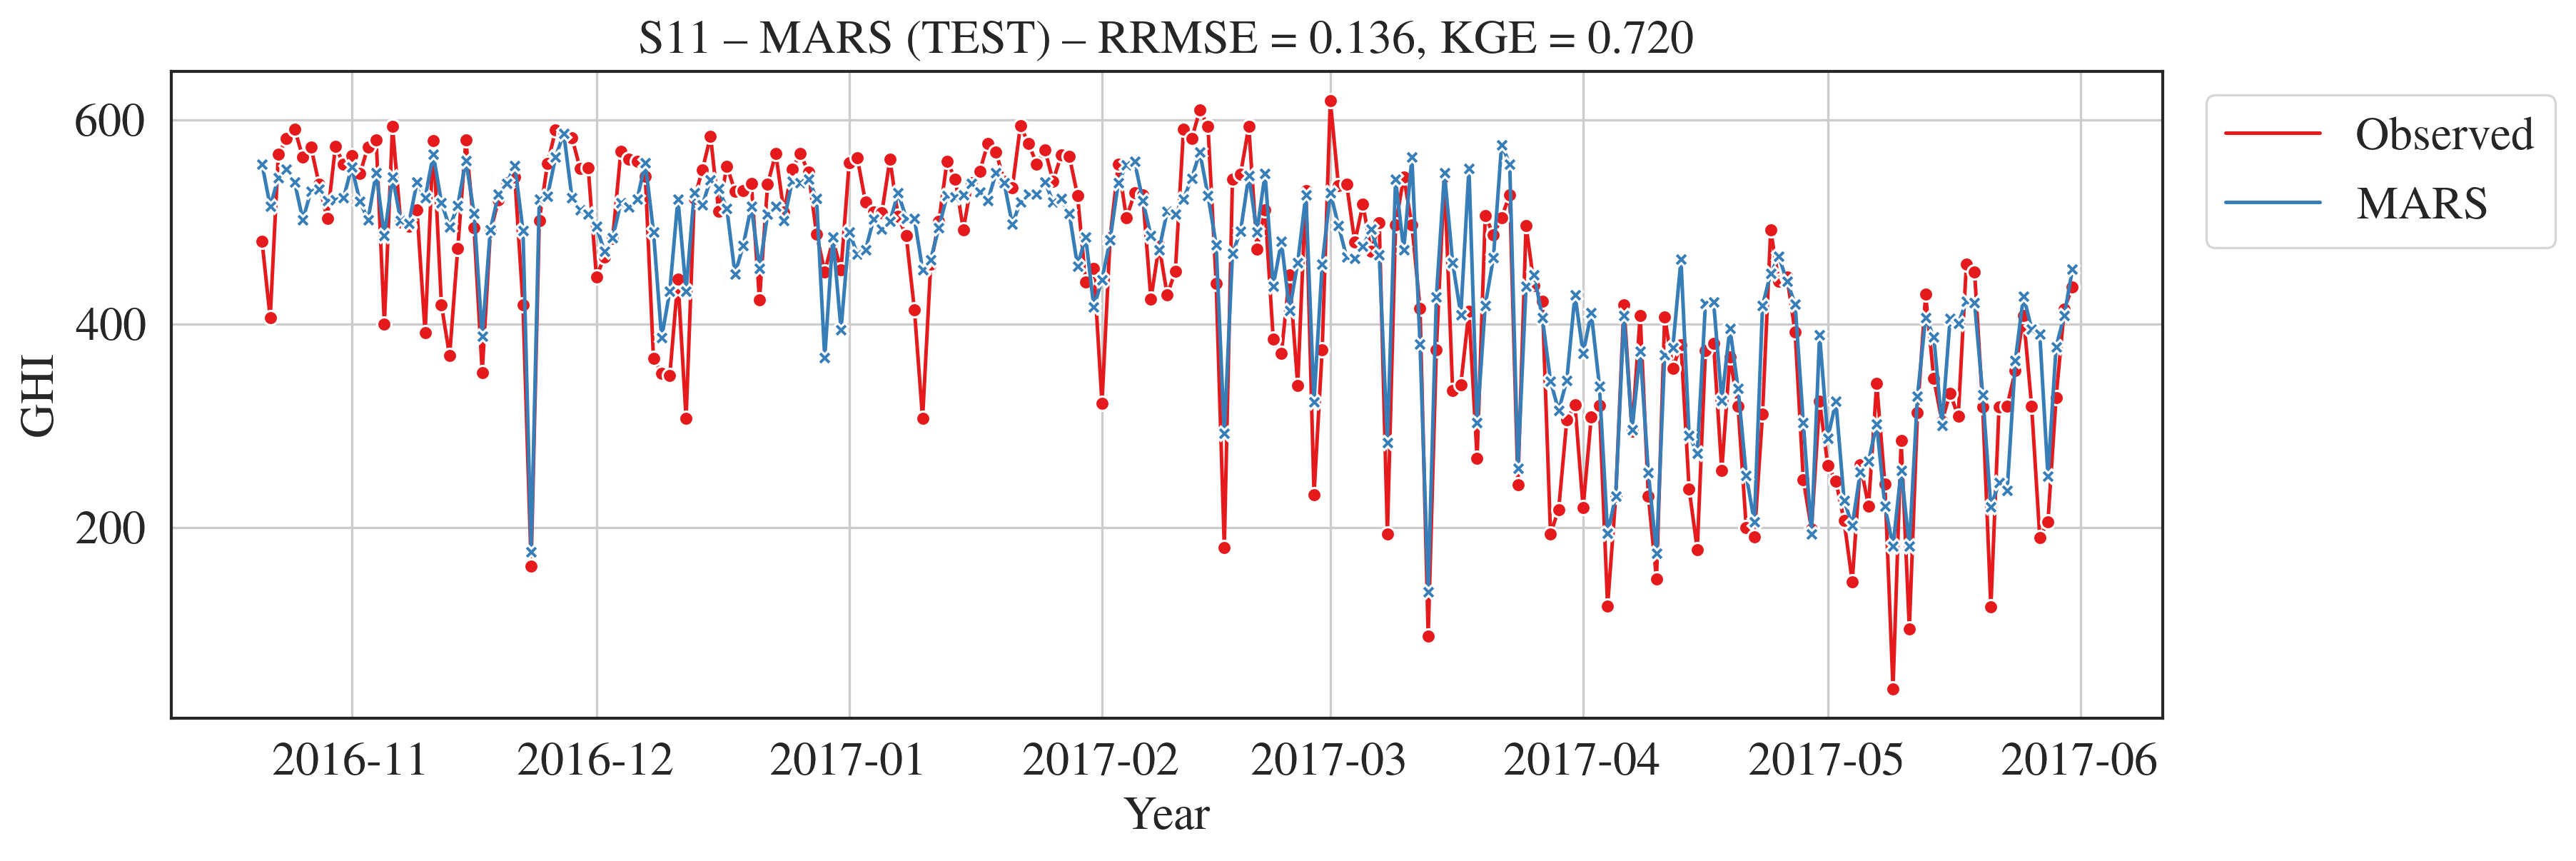 S11 – MARS (TEST) – RRMSE = 0.136, KGE = 0.720
Observed
MARS
600
400
200
GHI
2016-11 2016-12 2017-01 2017-02 2017-03 2017-04 2017-05 2017-06
Year